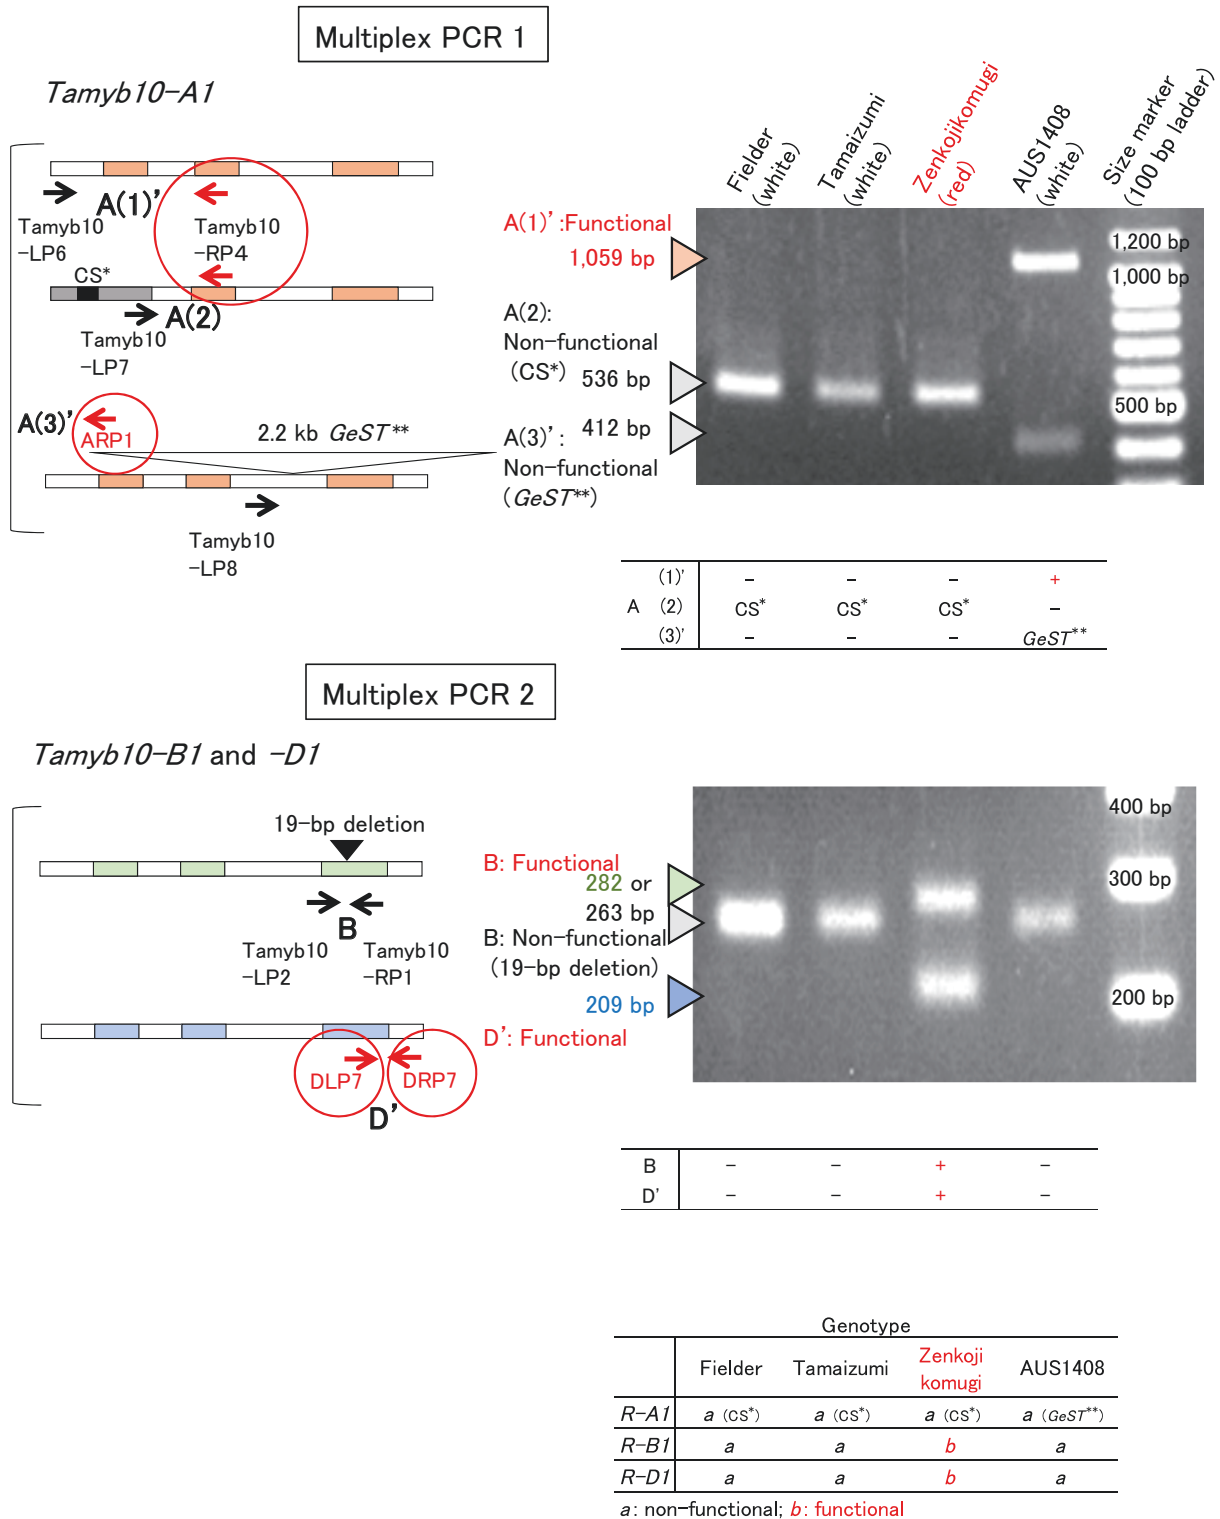 Multiplex PCR 1
Tamyb10-A1
A(1)'
Tamyb10
-LP6
Tamyb10
-RP4
CS*
A(2)
Tamyb10
-LP7
A(3)'
ARP1
2.2 kb GeST**
Tamyb10
-LP8
Fielder
(white)
Tamaizumi
(white)
Zenkojikomugi
(red)
AUS1408
(white)
Size marker
(100 bp ladder)
A(1)':Functional
1,059 bp
A(2):
Non-functional
(CS*)
536 bp
412 bp
A(3)':
Non-functional
(GeST**)
1,200 bp
1,000 bp
500 bp
(1)' - - - +
A (2) CS* CS* CS* -
(3)' - - - GeST**
Multiplex PCR 2
Tamyb10-B1 and -D1
19-bp deletion
B
Tamyb10
-LP2
Tamyb10
-RP1
DLP7
DRP7
D'
B: Functional
282 or
263 bp
B: Non-functional
(19-bp deletion)
209 bp
D': Functional
400 bp
300 bp
200 bp
B - - + -
D' - - + -
Genotype
Fielder Tamaizumi Zenkoji
komugi AUS1408
R-A1 a (CS*) a (CS*) a (CS*) a (GeST**)
R-B1 a a b a
R-D1 a a b a
a: non-functional; b: functional